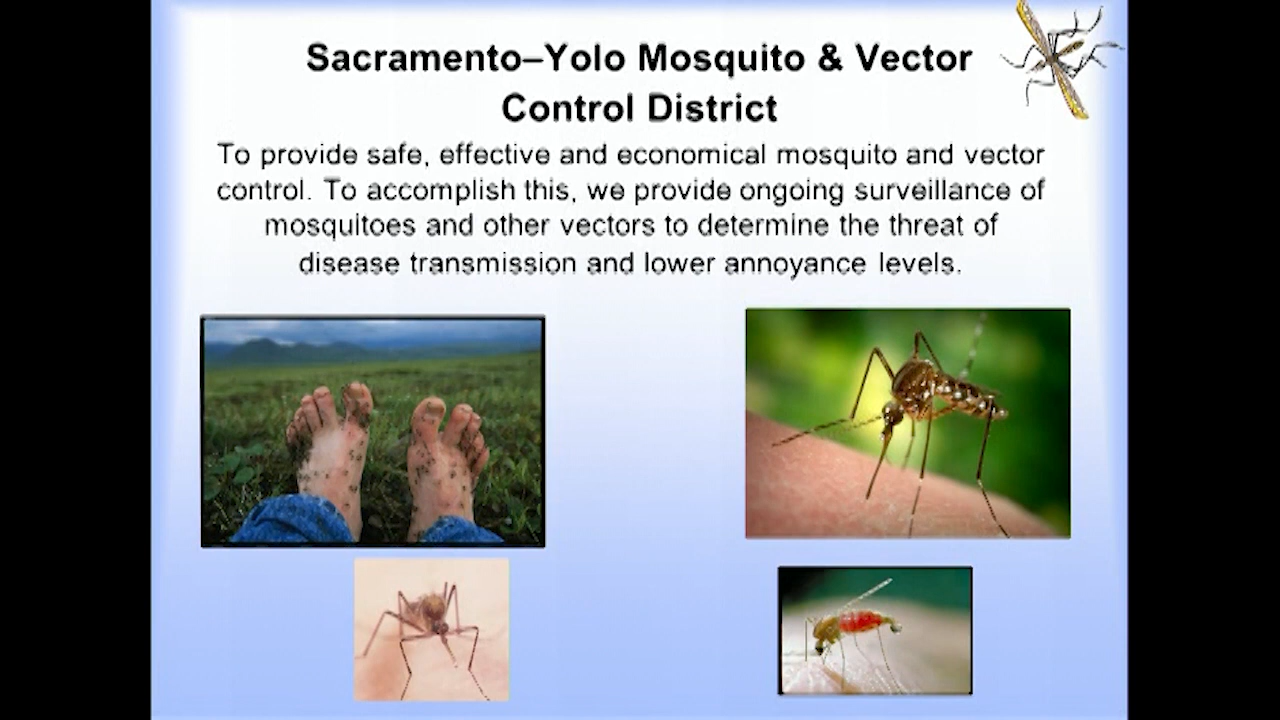 Sacramento–Yolo Mosquito & Vector
Control District
To provide safe, effective and economical mosquito and vector
control. To accomplish this, we provide ongoing surveillance of
mosquitoes and other vectors to determine the threat of
disease transmission and lower annoyance levels.